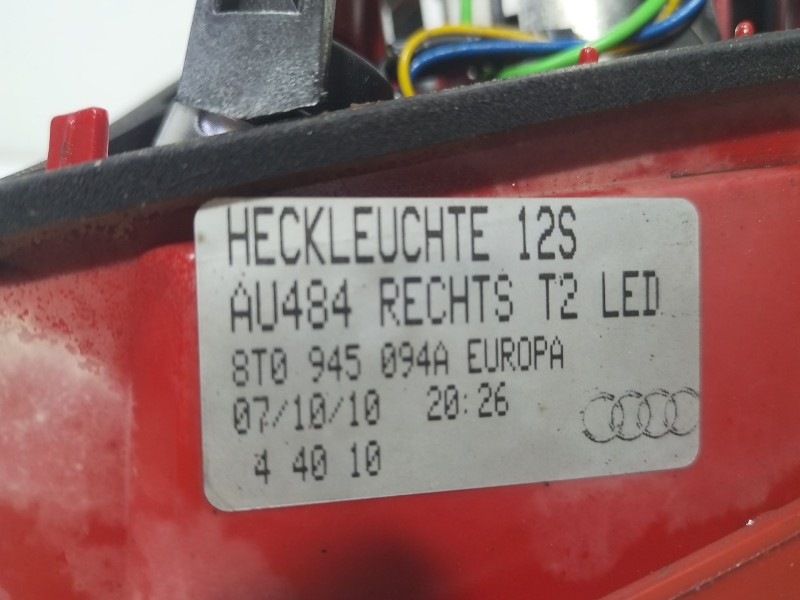 HECKLEUCHTE 12S
AU484 RECHTS T2 LED
8T0 945 094A EUROPA
07/10/10 20:26
4 40 10